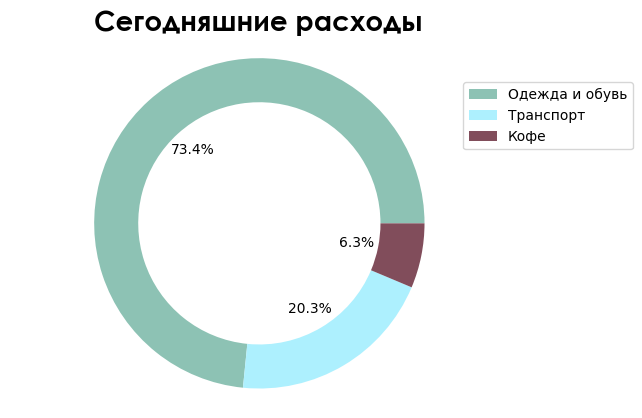 Сегодняшние расходы
Одежда и обувь
Транспорт
Кофе
73.4%
6.3%
20.3%